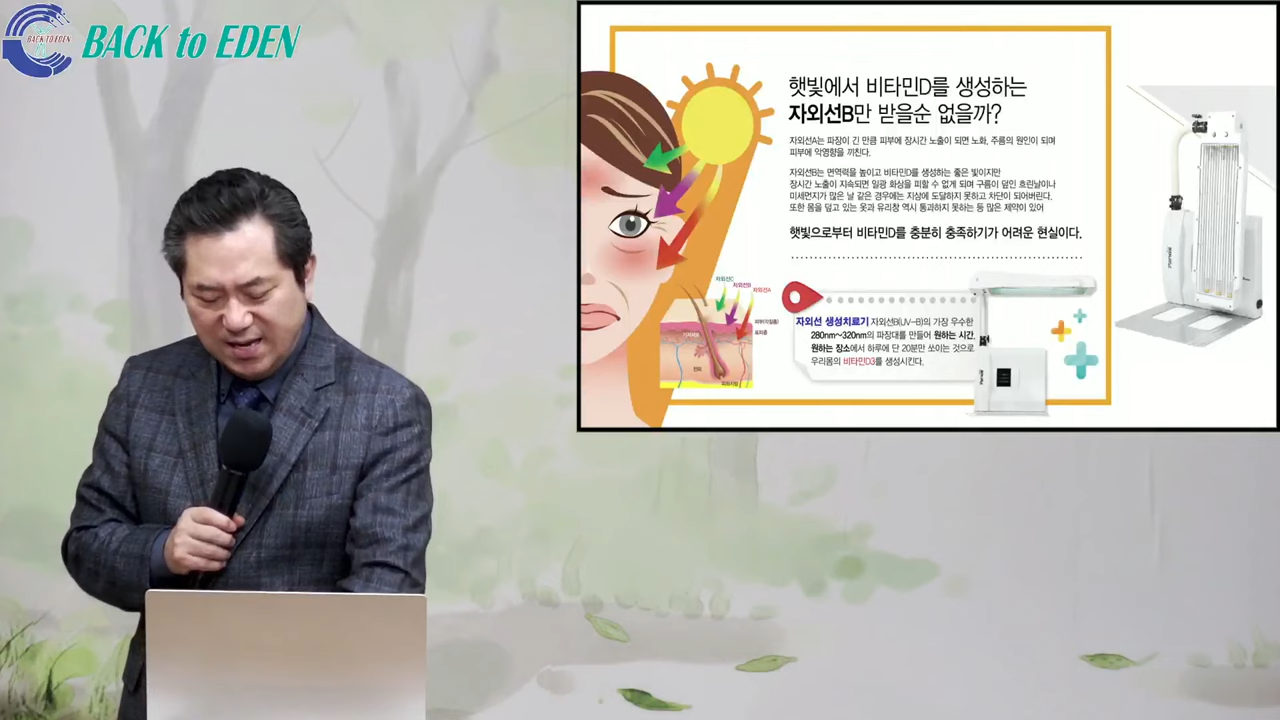 BACK TO EDEN
BACK to EDEN
햇빛에서 비타민D를 생성하는
자외선B만 받을순 없을까?
자외선A는 파장이 긴 만큼 피부에 장시간 노출이 되면 노화, 주름의 원인이 되며
피부에 악영향을 끼친다.
자외선B는 면역력을 높이고 비타민D를 생성하는 좋은 빛이지만
장시간 노출이 지속되면 일광 화상을 피할 수 없게 되며 구름이 덮인 흐린날이나
미세먼지가 많은 날 같은 경우에는 지상에 도달하지 못하고 차단이 되어버린다.
또한 몸을 덮고 있는 옷과 유리창 역시 통과하지 못하는 등 많은 제약이 있어
햇빛으로부터 비타민D를 충분히 충족하기가 어려운 현실이다.
자외선C
자외선B
자외선A
표피층
진피
피하지방
자외선 생성치료기 자외선B(UV-B)의 가장 우수한
280nm~320nm의 파장대를 만들어 원하는 시간,
원하는 장소에서 하루에 단 20분만 쏘이는 것으로
우리몸의 비타민D3를 생성시킨다.